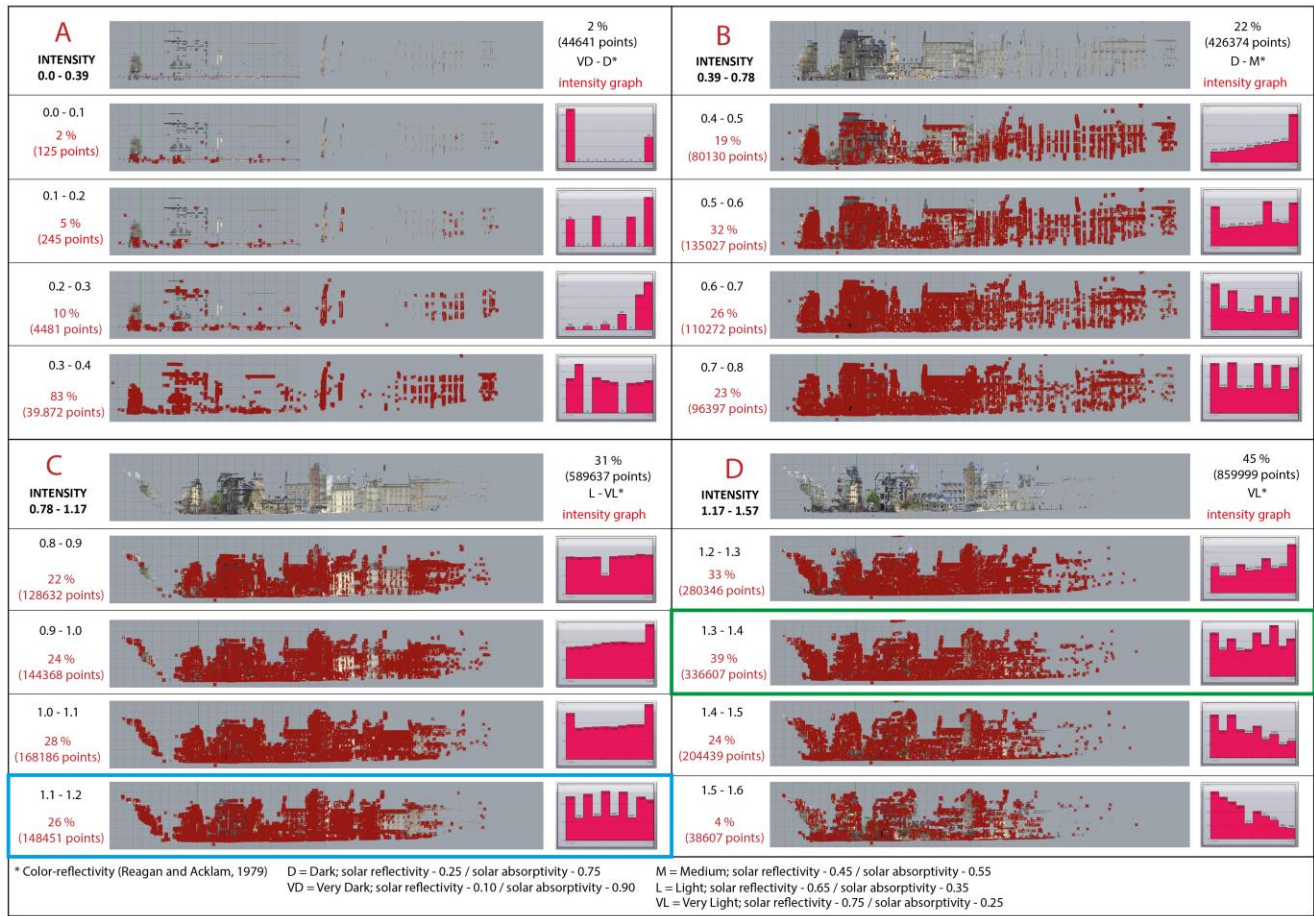 A
INTENSITY
0.0 - 0.39
2 %
(44641 points)
VD - D*
intensity graph
0.0 - 0.1
2 %
(125 points)
0.1 - 0.2
5 %
(245 points)
0.2 - 0.3
10 %
(4481 points)
0.3 - 0.4
83 %
(39.872 points)
B
INTENSITY
0.39 - 0.78
22 %
(426374 points)
D - M*
intensity graph
0.4 - 0.5
19 %
(80130 points)
0.5 - 0.6
32 %
(135027 points)
0.6 - 0.7
26 %
(110272 points)
0.7 - 0.8
23 %
(96397 points)
C
INTENSITY
0.78 - 1.17
31 %
(589637 points)
L - VL*
intensity graph
0.8 - 0.9
22 %
(128632 points)
0.9 - 1.0
24 %
(144368 points)
1.0 - 1.1
28 %
(168186 points)
1.1 - 1.2
26 %
(148451 points)
D
INTENSITY
1.17 - 1.57
45 %
(859999 points)
VL*
intensity graph
1.2 - 1.3
33 %
(280346 points)
1.3 - 1.4
39 %
(336607 points)
1.4 - 1.5
24 %
(204439 points)
1.5 - 1.6
4 %
(38607 points)
* Color-reflectivity (Reagan and Acklam, 1979)
D = Dark; solar reflectivity - 0.25 / solar absorptivity - 0.75
VD = Very Dark; solar reflectivity - 0.10 / solar absorptivity - 0.90
M = Medium; solar reflectivity - 0.45 / solar absorptivity - 0.55
L = Light; solar reflectivity - 0.65 / solar absorptivity - 0.35
VL = Very Light; solar reflectivity - 0.75 / solar absorptivity - 0.25